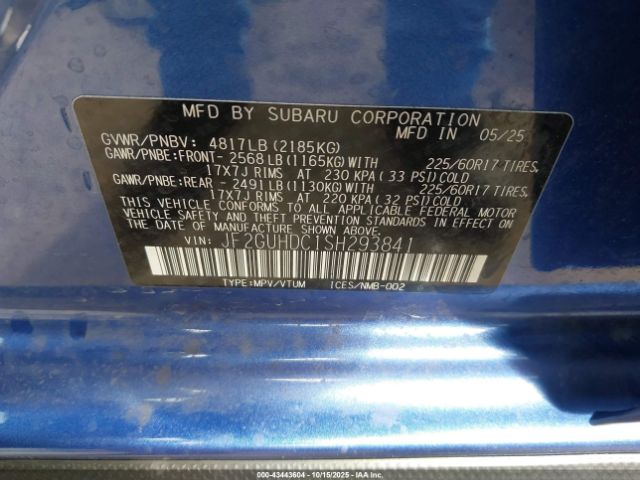 MFD BY SUBARU CORPORATION
GVWR/PNBV: 4817LB (2185KG) MFD IN 05/25
GAWR/PNBE:FRONT- 2568LB(1165KG)WITH 225/60R17 TIRES,
17X7J RIMS AT 230 KPA (33 PSI)COLD
GAWR/PNBE:REAR - 2491LB(1130KG)WITH 225/60R17 TIRES,
17X7J RIMS AT 220 KPA (32 PSI)COLD
THIS VEHICLE CONFORMS TO ALL APPLICABLE FEDERAL MOTOR
VEHICLE SAFETY AND THEFT PREVENTION STANDARDS IN EFFECT ON
THE DATE OF MANUFACTURE SHOWN ABOVE.
VIN: JF2GUHDC1SH293841
TYPE:MPV/VTUM ICES/NMB-002
000-43443604 - 10/15/2025 - © IAA Inc.